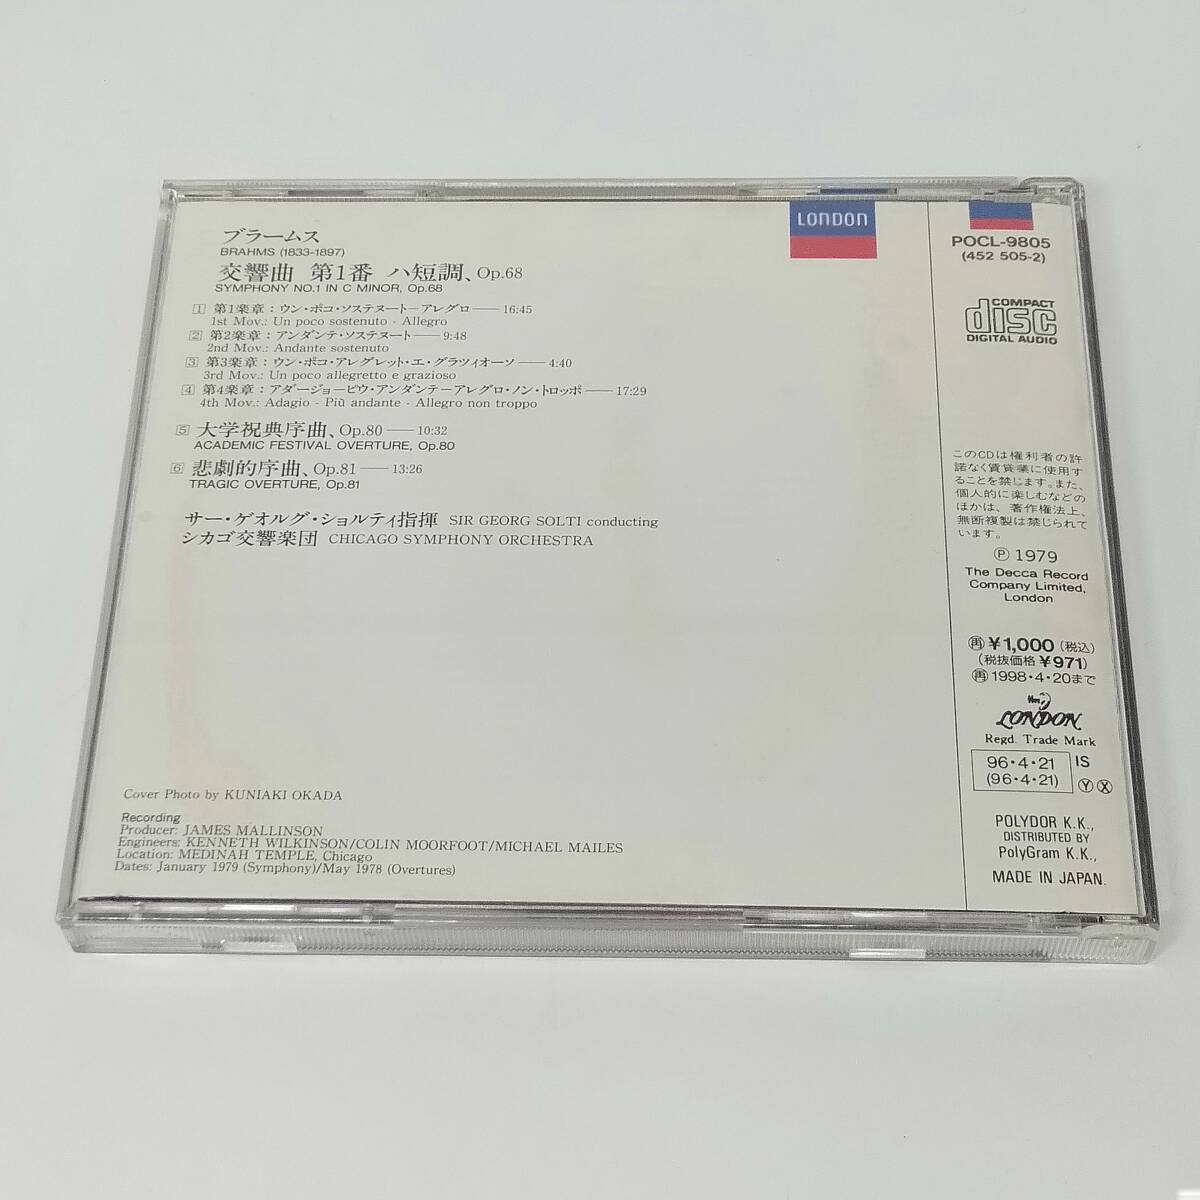 ブラームス
BRAHMS (1833-1897)
交響曲 第1番 ハ短調、Op.68
SYMPHONY NO.1 IN C MINOR, Op.68
1 第1楽章：ウン・ポコ・ソステヌート－アレグロ――16:45
1st Mov.: Un poco sostenuto - Allegro
2 第2楽章：アンダンテ・ソステヌート――9:48
2nd Mov.: Andante sostenuto
3 第3楽章：ウン・ポコ・アレグレット・エ・グラツィオーソ――4:40
3rd Mov.: Un poco allegretto e grazioso
4 第4楽章：アダージョ－ピウ・アンダンテ－アレグロ・ノン・トロッポ――17:29
4th Mov.: Adagio - Più andante - Allegro non troppo
5 大学祝典序曲、Op.80――10:32
ACADEMIC FESTIVAL OVERTURE, Op.80
6 悲劇的序曲、Op.81――13:26
TRAGIC OVERTURE, Op.81
サー・ゲオルグ・ショルティ指揮 SIR GEORG SOLTI conducting
シカゴ交響楽団 CHICAGO SYMPHONY ORCHESTRA
Cover Photo by KUNIAKI OKADA
Recording
Producer: JAMES MALLINSON
Engineers: KENNETH WILKINSON/COLIN MOORFOOT/MICHAEL MAILES
Location: MEDINAH TEMPLE, Chicago
Dates: January 1979 (Symphony)/May 1978 (Overtures)
LONDON
POCL-9805
(452 505-2)
COMPACT
disc
DIGITAL AUDIO
このCDは権利者の許
諾なく賃貸業に使用す
ることを禁じます。また、
個人的に楽しむなどの
ほかは、著作権法上、
無断複製は禁じられて
います。
Ⓟ 1979
The Decca Record
Company Limited,
London
㊢ ¥1,000 (税込)
(税抜価格 ¥971)
1998・4・20まで
LONDON
Regd. Trade Mark
96・4・21 IS
(96・4・21) Ⓨ Ⓧ
POLYDOR K.K.,
DISTRIBUTED BY
PolyGram K.K.,
MADE IN JAPAN.